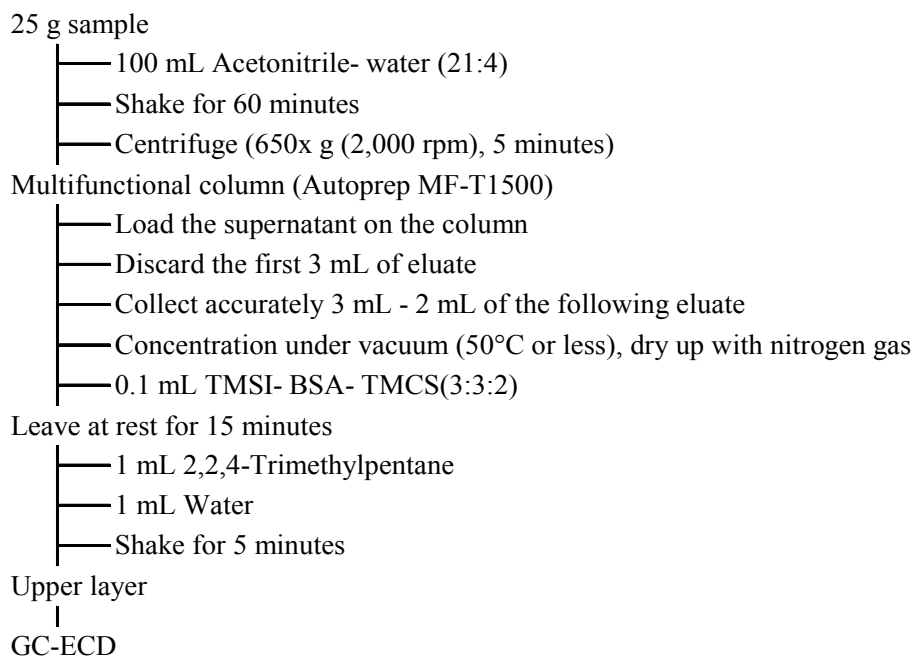 25 g sample
100 mL Acetonitrile- water (21:4)
Shake for 60 minutes
Centrifuge (650x g (2,000 rpm), 5 minutes)
Multifunctional column (Autoprep MF-T1500)
Load the supernatant on the column
Discard the first 3 mL of eluate
Collect accurately 3 mL - 2 mL of the following eluate
Concentration under vacuum (50°C or less), dry up with nitrogen gas
0.1 mL TMSI- BSA- TMCS(3:3:2)
Leave at rest for 15 minutes
1 mL 2,2,4-Trimethylpentane
1 mL Water
Shake for 5 minutes
Upper layer
GC-ECD